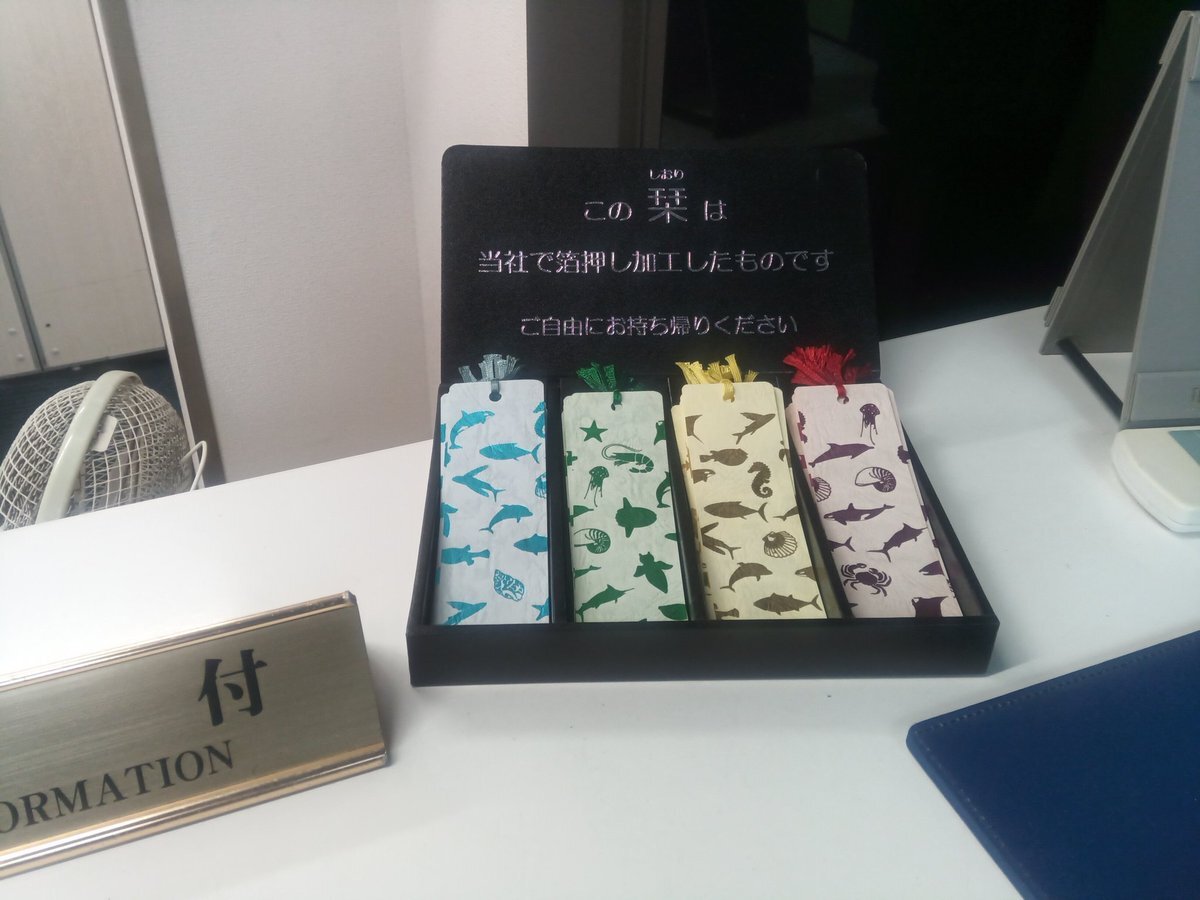 しおり
この 栞 は
当社で箔押し加工したものです
ご自由にお持ち帰りください
付
ORMATION